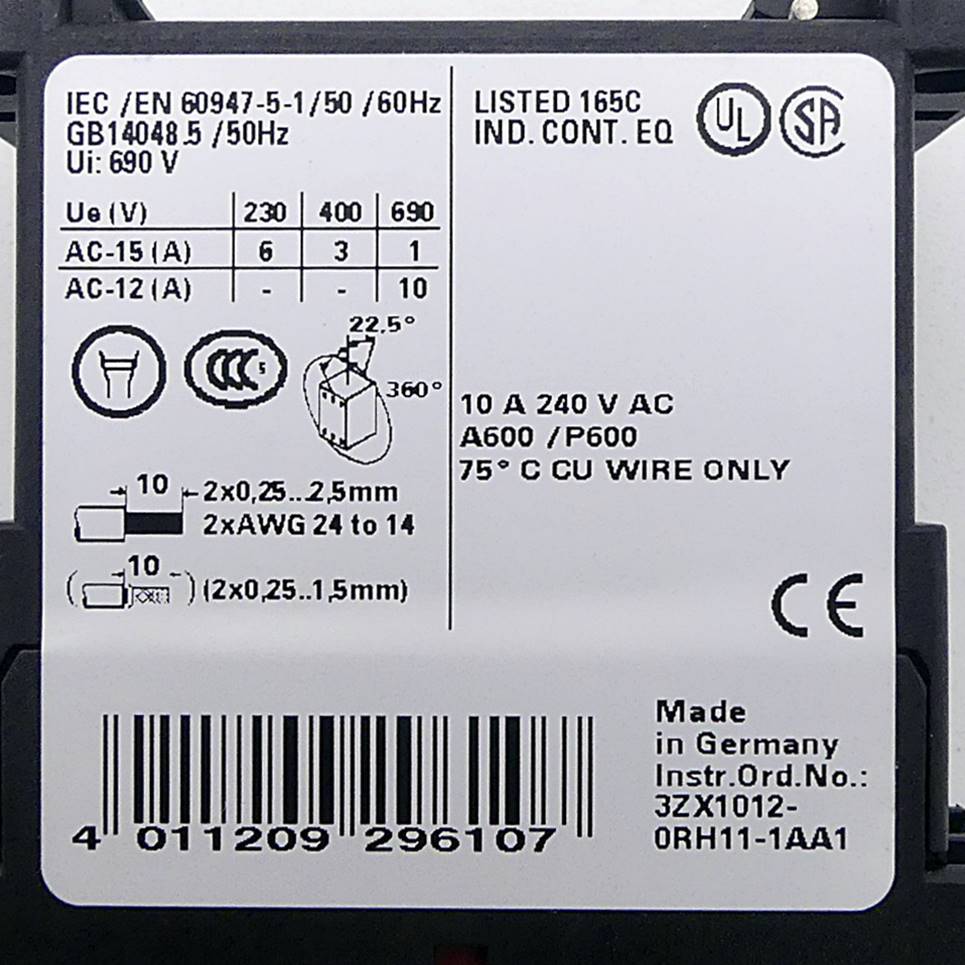 IEC /EN 60947-5-1/50 /60Hz
GB14048.5 /50Hz
Ui: 690 V
Ue (V) 230 400 690
AC-15 (A) 6 3 1
AC-12 (A) - - 10
CCC S
22,5°
360°
10 2x0,25...2,5mm
2xAWG 24 to 14
10
(2x0,25..1,5mm)
LISTED 165C
IND. CONT. EQ
UL SA
10 A 240 V AC
A600 /P600
75° C CU WIRE ONLY
CE
4 011209 296107
Made
in Germany
Instr.Ord.No.:
3ZX1012-
0RH11-1AA1